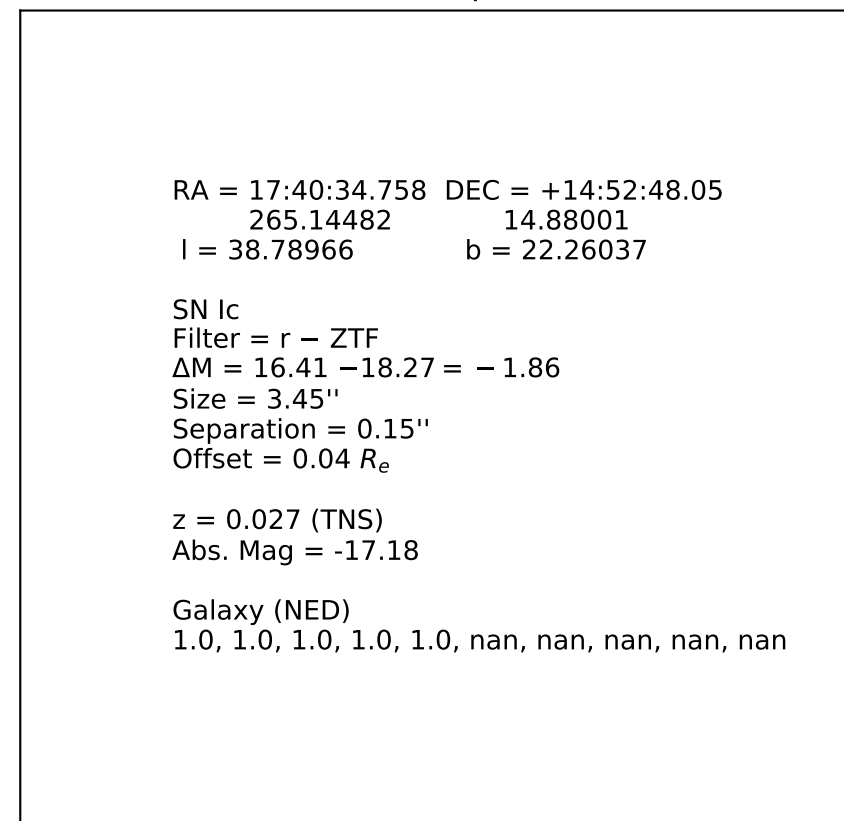 RA = 17:40:34.758 DEC = +14:52:48.05
265.14482 14.88001
l = 38.78966 b = 22.26037
SN Ic
Filter = r − ZTF
ΔM = 16.41 −18.27 = − 1.86
Size = 3.45''
Separation = 0.15''
Offset = 0.04 Rₑ
z = 0.027 (TNS)
Abs. Mag = -17.18
Galaxy (NED)
1.0, 1.0, 1.0, 1.0, 1.0, nan, nan, nan, nan, nan